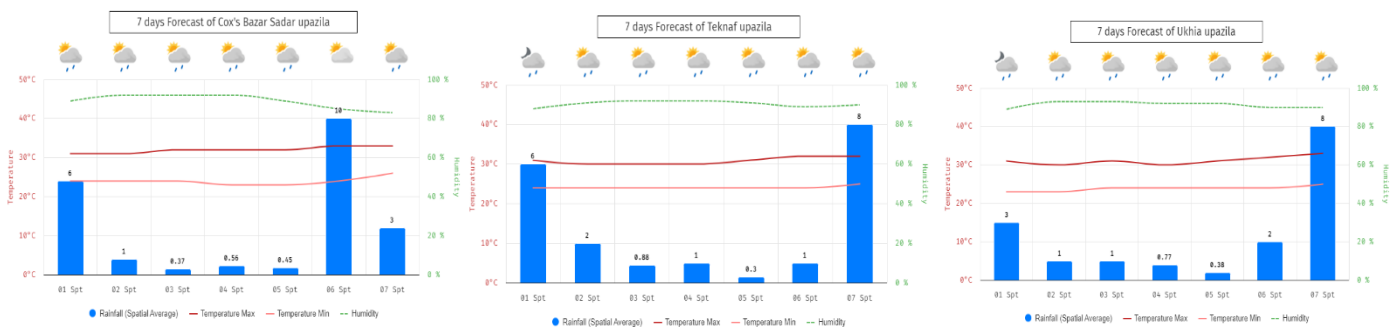 7 days Forecast of Cox's Bazar Sadar upazila
50°C
40°C
30°C
20°C
10°C
0°C
Temperature
6
1
0.37
0.56
0.45
10
3
100 %
80 %
60 %
40 %
20 %
0 %
Humidity
01 Spt 02 Spt 03 Spt 04 Spt 05 Spt 06 Spt 07 Spt
Rainfall (Spatial Average) Temperature Max Temperature Min Humidity
7 days Forecast of Teknaf upazila
50°C
40°C
30°C
20°C
10°C
0°C
Temperature
6
2
0.88
1
0.3
1
8
100 %
80 %
60 %
40 %
20 %
0 %
Humidity
01 Spt 02 Spt 03 Spt 04 Spt 05 Spt 06 Spt 07 Spt
Rainfall (Spatial Average) Temperature Max Temperature Min Humidity
7 days Forecast of Ukhia upazila
50°C
40°C
30°C
20°C
10°C
0°C
Temperature
3
1
1
0.77
0.38
2
8
100 %
80 %
60 %
40 %
20 %
0 %
Humidity
01 Spt 02 Spt 03 Spt 04 Spt 05 Spt 06 Spt 07 Spt
Rainfall (Spatial Average) Temperature Max Temperature Min Humidity